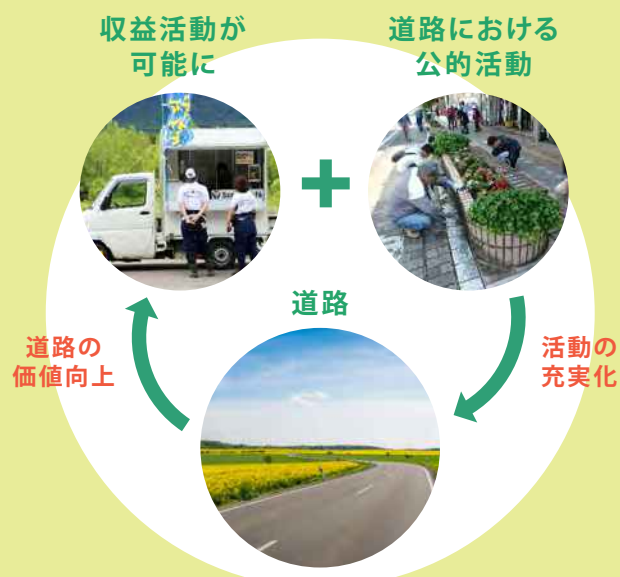 収益活動が
可能に
道路における
公的活動
+
道路
道路の
価値向上
活動の
充実化